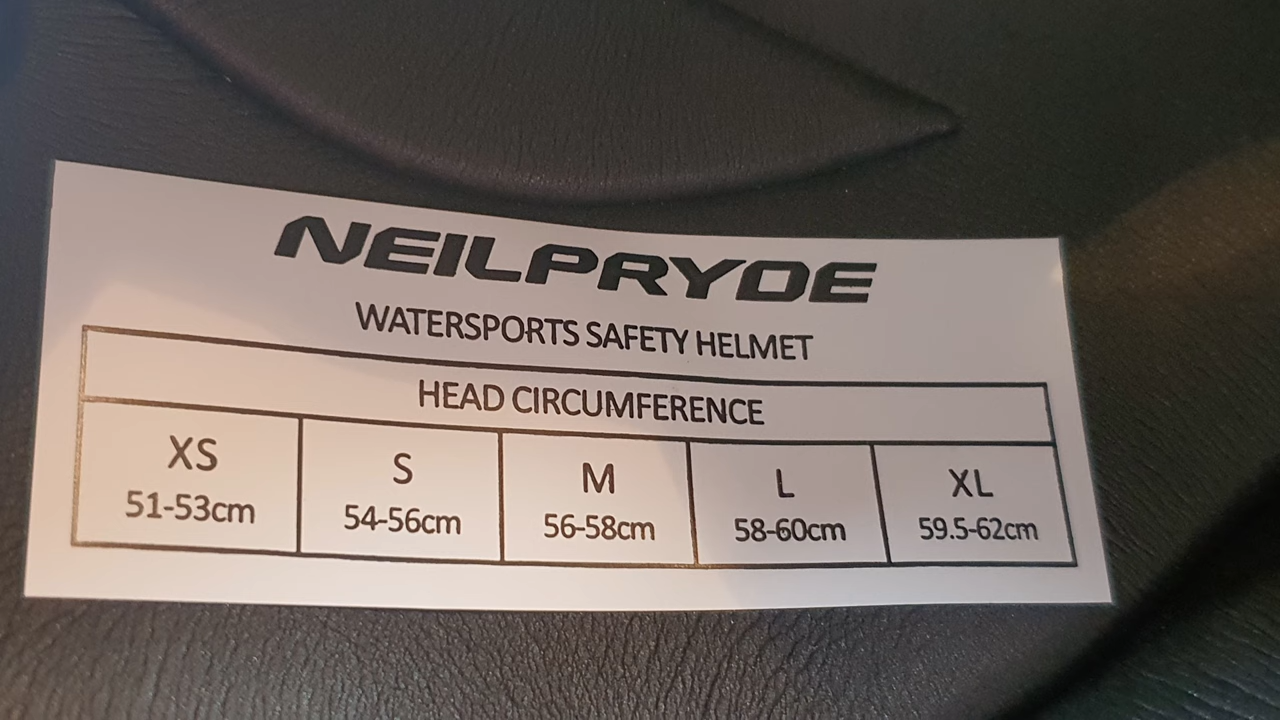 NEILPRYDE
WATERSPORTS SAFETY HELMET
HEAD CIRCUMFERENCE
XS S M L XL
51-53cm 54-56cm 56-58cm 58-60cm 59.5-62cm